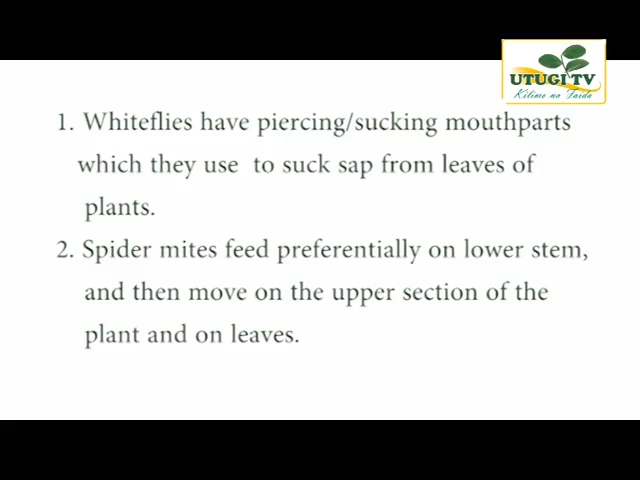 UTUGI TV
Kilimo na Faida
1. Whiteflies have piercing/sucking mouthparts
which they use to suck sap from leaves of
plants.
2. Spider mites feed preferentially on lower stem,
and then move on the upper section of the
plant and on leaves.